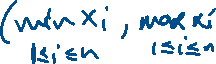 (min xi , max xi
1≤i≤n 1≤i≤n